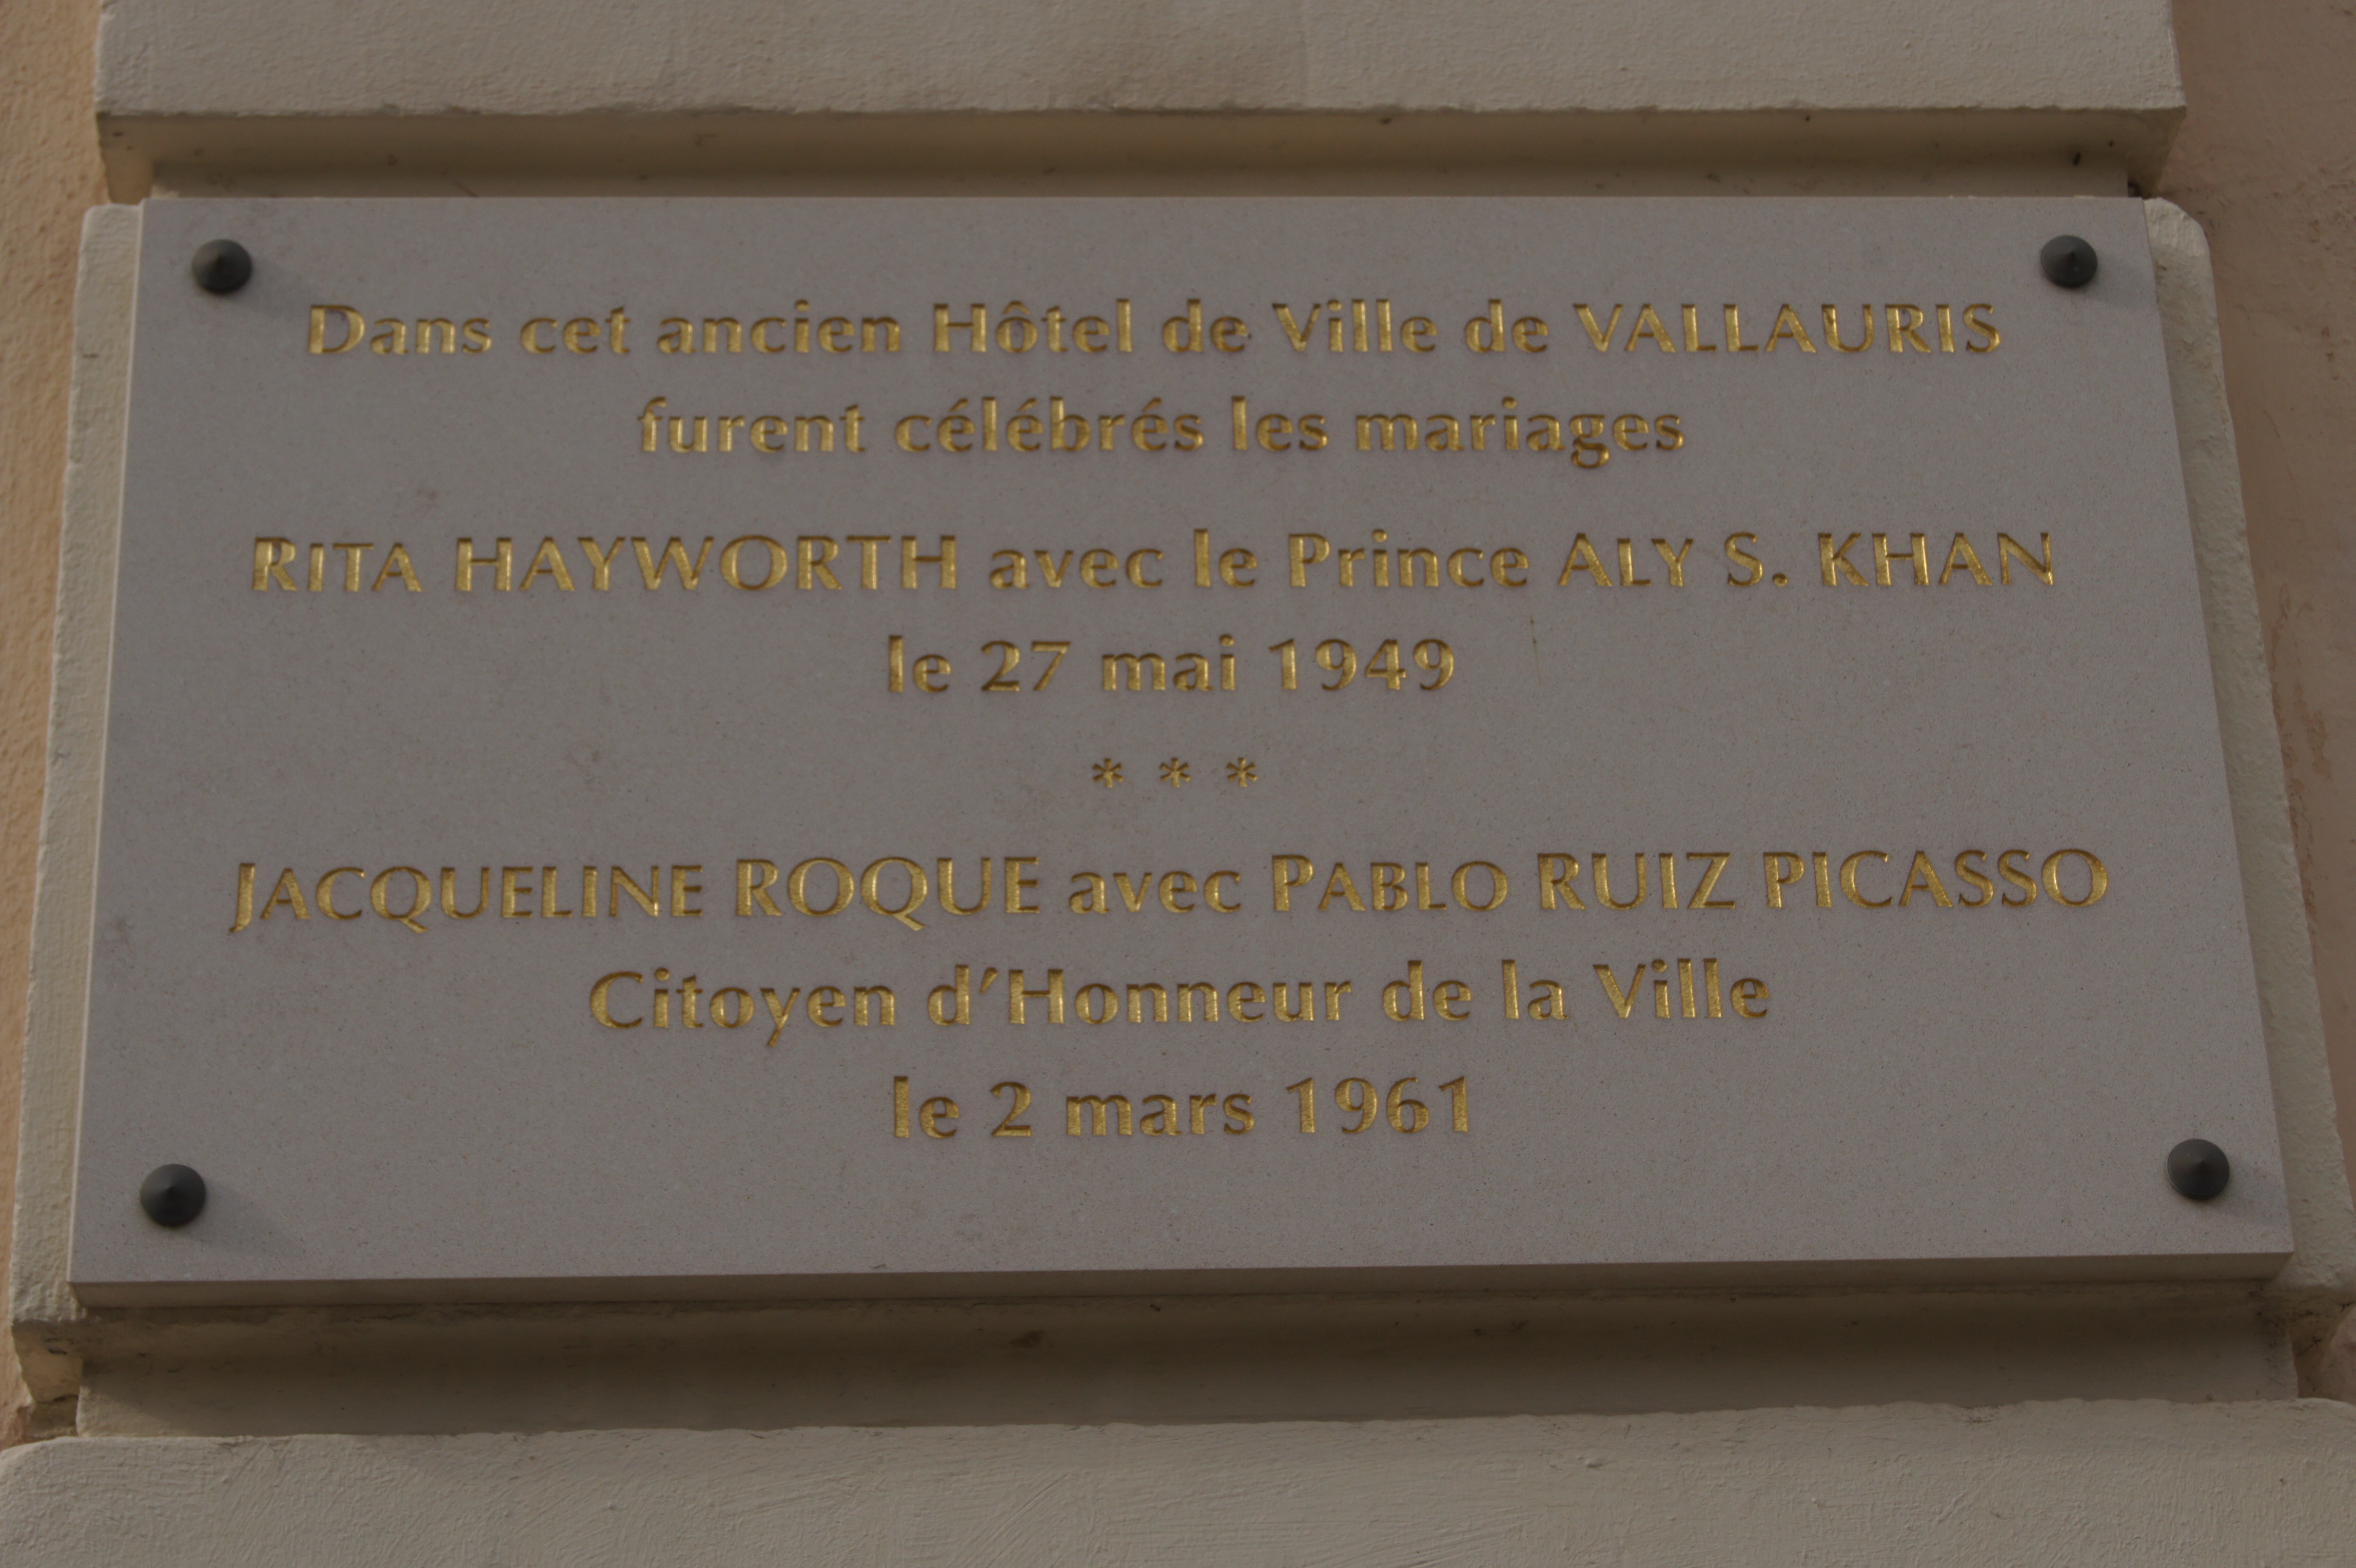 Dans cet ancien Hôtel de Ville de VALLAURIS
furent célébrés les mariages
RITA HAYWORTH avec le Prince ALY S. KHAN
le 27 mai 1949
* * *
JACQUELINE ROQUE avec PABLO RUIZ PICASSO
Citoyen d'Honneur de la Ville
le 2 mars 1961